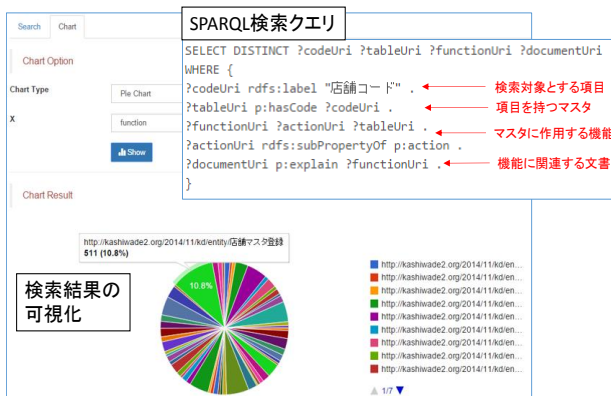 Search
Chart
SPARQL検索クエリ
SELECT DISTINCT ?codeUri ?tableUri ?functionUri ?documentUri
WHERE {
?codeUri rdfs:label "店舗コード" .
検索対象とする項目
?tableUri p:hasCode ?codeUri .
項目を持つマスタ
?functionUri ?actionUri ?tableUri .
マスタに作用する機能
?actionUri rdfs:subPropertyOf p:action .
?documentUri p:explain ?functionUri .
機能に関連する文書
}
Chart Option
Chart Type
Pie Chart
X
function
Show
Chart Result
http://kashiwade2.org/2014/11/kd/entity/店舗マスタ登録
511 (10.8%)
10.8%
検索結果の
可視化
http://kashiwade2.org/2014/11/kd/en...
http://kashiwade2.org/2014/11/kd/en...
http://kashiwade2.org/2014/11/kd/en...
http://kashiwade2.org/2014/11/kd/en...
http://kashiwade2.org/2014/11/kd/en...
http://kashiwade2.org/2014/11/kd/en...
http://kashiwade2.org/2014/11/kd/en...
http://kashiwade2.org/2014/11/kd/en...
http://kashiwade2.org/2014/11/kd/en...
1/7